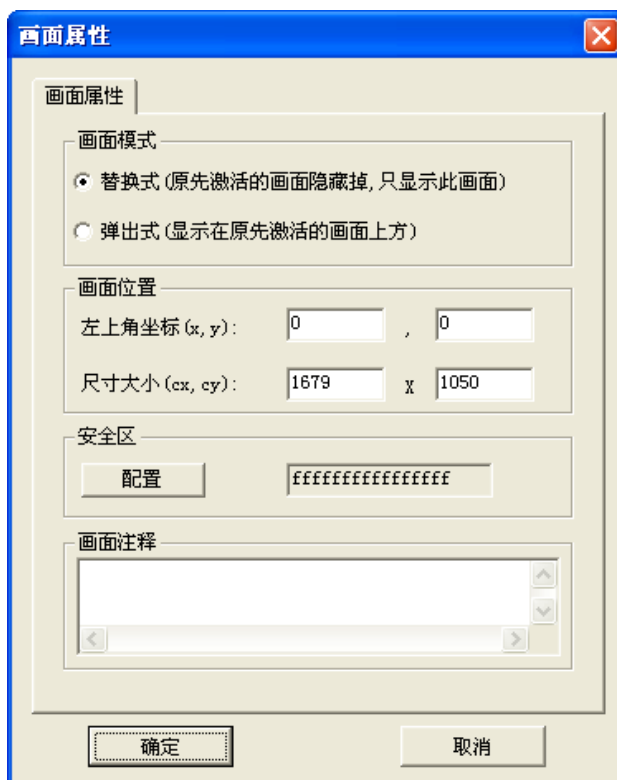 画面属性
画面属性
画面模式
替换式(原先激活的画面隐藏掉,只显示此画面)
弹出式(显示在原先激活的画面上方)
画面位置
左上角坐标(x,y): 0 , 0
尺寸大小(cx,cy): 1679 X 1050
安全区
配置 ffffffffffffffff
画面注释
确定 取消